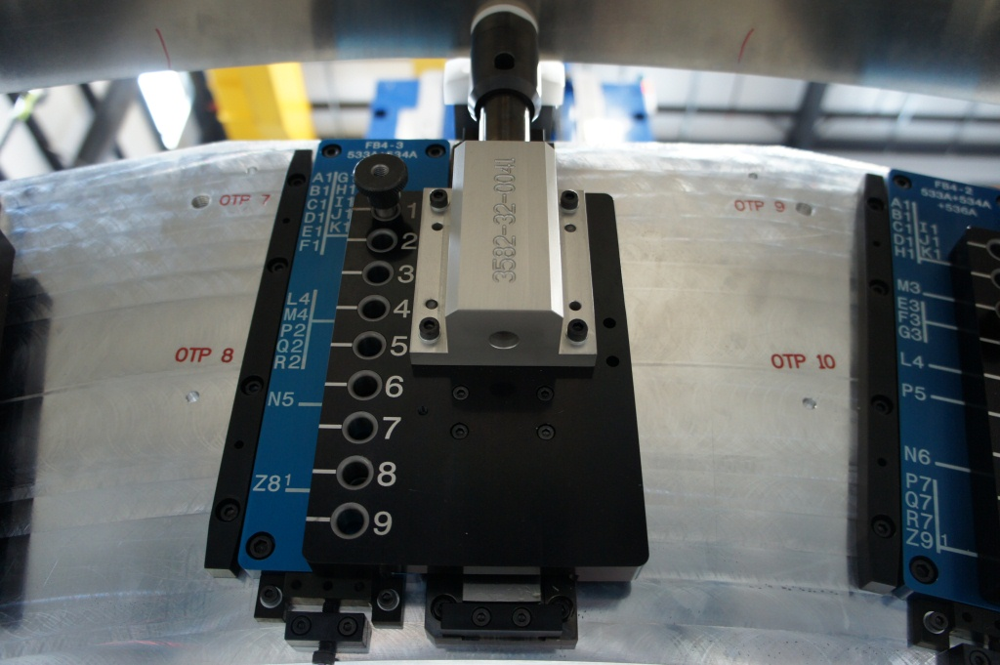 FB4-3
533A+534A
A1 G1
B1 H1
C1 I1
D1 J1
E1 K1
F1
L4
M4
P2
Q2
R2
N5
Z8 1
1
2
3
4
5
6
7
8
9
3582-32-004
OTP 7
OTP 8
OTP 9
OTP 10
FB4-2
533A+534A
+536A
A1
B1 I1
C1 J1
D1 K1
H1
M3
E3
F3
G3
L4
P5
N6
P7
Q7
R7
Z9 1